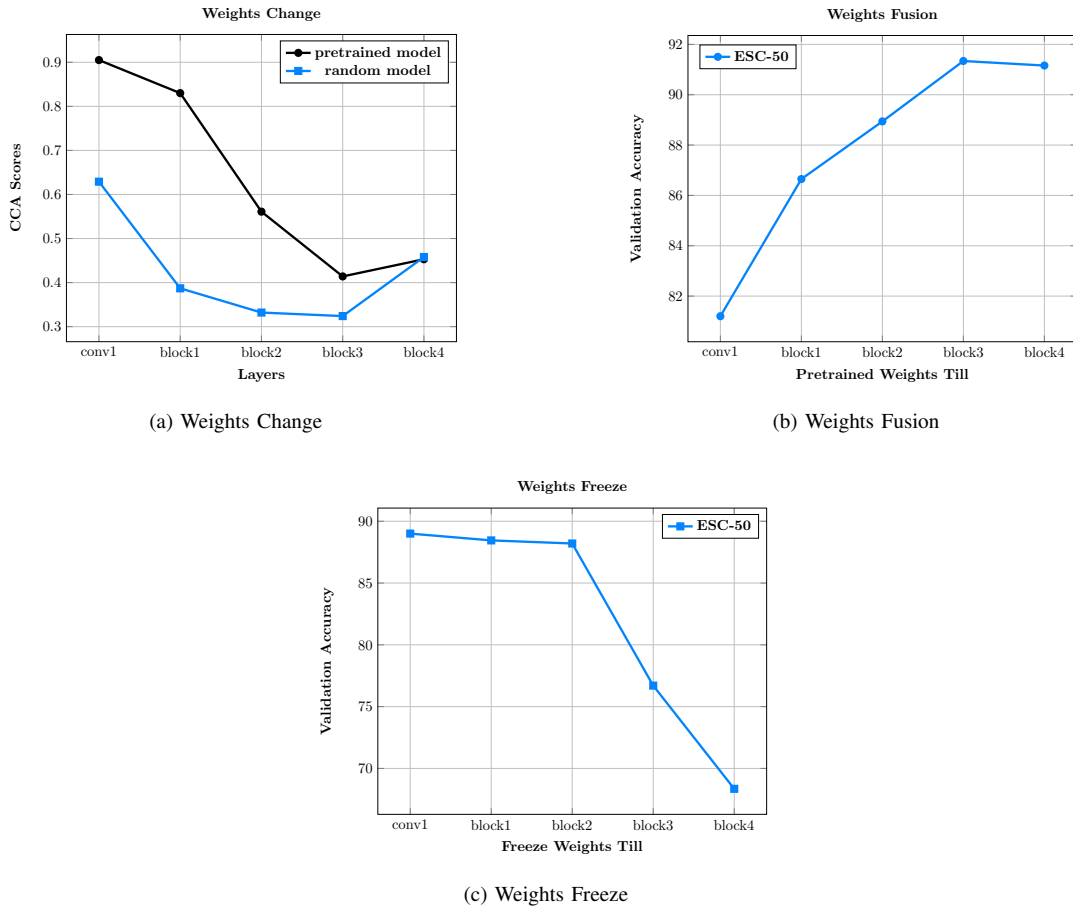 Weights Change
CCA Scores
0.9
0.8
0.7
0.6
0.5
0.4
0.3
pretrained model
random model
conv1 block1 block2 block3 block4
Layers
(a) Weights Change
Weights Fusion
Validation Accuracy
92
90
88
86
84
82
ESC-50
conv1 block1 block2 block3 block4
Pretrained Weights Till
(b) Weights Fusion
Weights Freeze
Validation Accuracy
90
85
80
75
70
ESC-50
conv1 block1 block2 block3 block4
Freeze Weights Till
(c) Weights Freeze